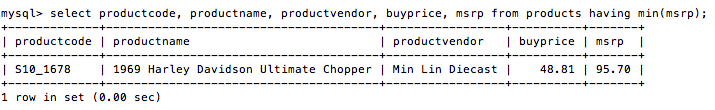 mysql> select productcode, productname, productvendor, buyprice, msrp from products having min(msrp);
+-------------+---------------------------------------+-----------------+----------+-------+
| productcode | productname                           | productvendor   | buyprice | msrp  |
+-------------+---------------------------------------+-----------------+----------+-------+
| S10_1678    | 1969 Harley Davidson Ultimate Chopper | Min Lin Diecast |    48.81 | 95.70 |
+-------------+---------------------------------------+-----------------+----------+-------+
1 row in set (0.00 sec)